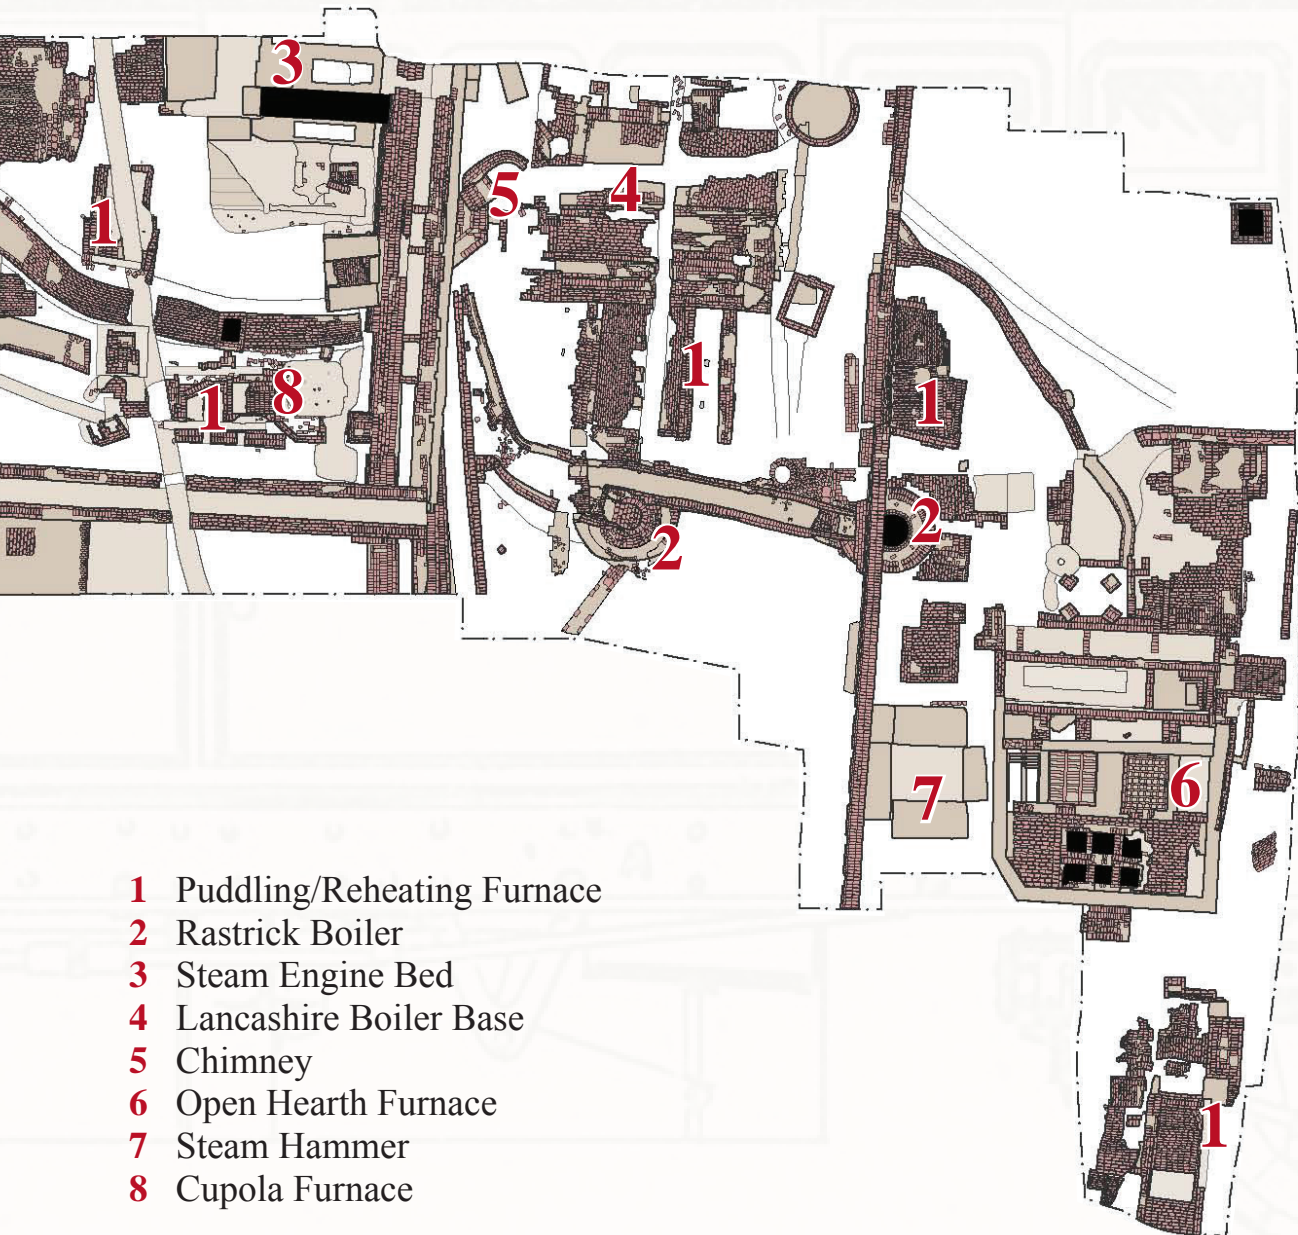 3
5
4
1
1
8
1
1
1
2
2
7
6
1 Puddling/Reheating Furnace
2 Rastrick Boiler
3 Steam Engine Bed
4 Lancashire Boiler Base
5 Chimney
6 Open Hearth Furnace
7 Steam Hammer
8 Cupola Furnace
1